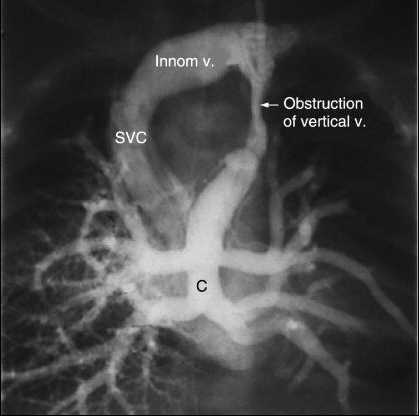 Innom v.
Obstruction
of vertical v.
SVC
C